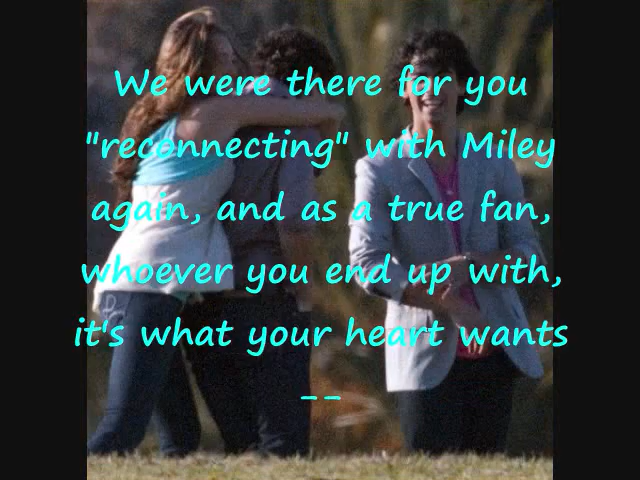 We were there for you
"reconnecting" with Miley
again, and as a true fan,
whoever you end up with,
it's what your heart wants
--